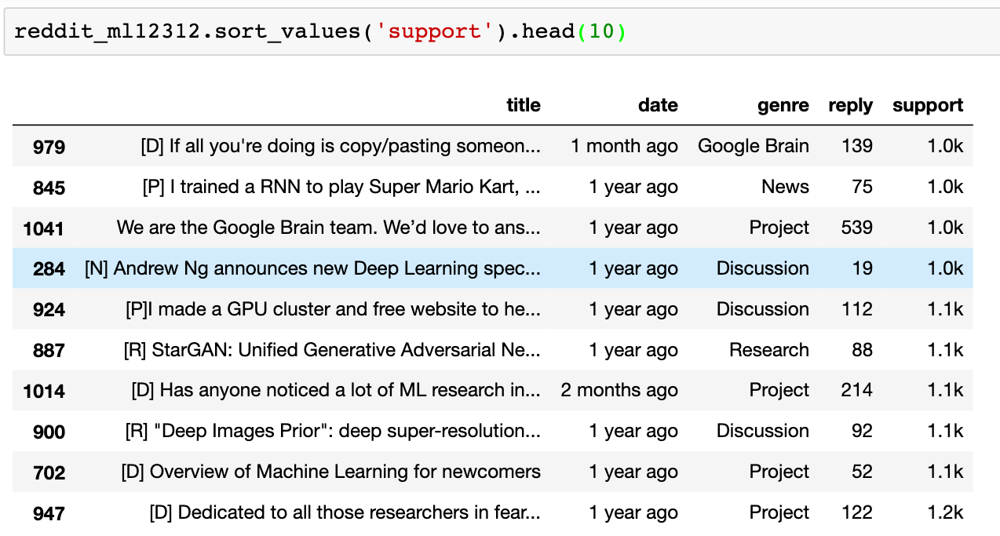 reddit_ml12312.sort_values('support').head(10)
title date genre reply support
979 [D] If all you're doing is copy/pasting someon... 1 month ago Google Brain 139 1.0k
845 [P] I trained a RNN to play Super Mario Kart, ... 1 year ago News 75 1.0k
1041 We are the Google Brain team. We’d love to ans... 1 year ago Project 539 1.0k
284 [N] Andrew Ng announces new Deep Learning spec... 1 year ago Discussion 19 1.0k
924 [P]I made a GPU cluster and free website to he... 1 year ago Discussion 112 1.1k
887 [R] StarGAN: Unified Generative Adversarial Ne... 1 year ago Research 88 1.1k
1014 [D] Has anyone noticed a lot of ML research in... 2 months ago Project 214 1.1k
900 [R] "Deep Images Prior": deep super-resolution... 1 year ago Discussion 92 1.1k
702 [D] Overview of Machine Learning for newcomers 1 year ago Project 52 1.1k
947 [D] Dedicated to all those researchers in fear... 1 year ago Project 122 1.2k